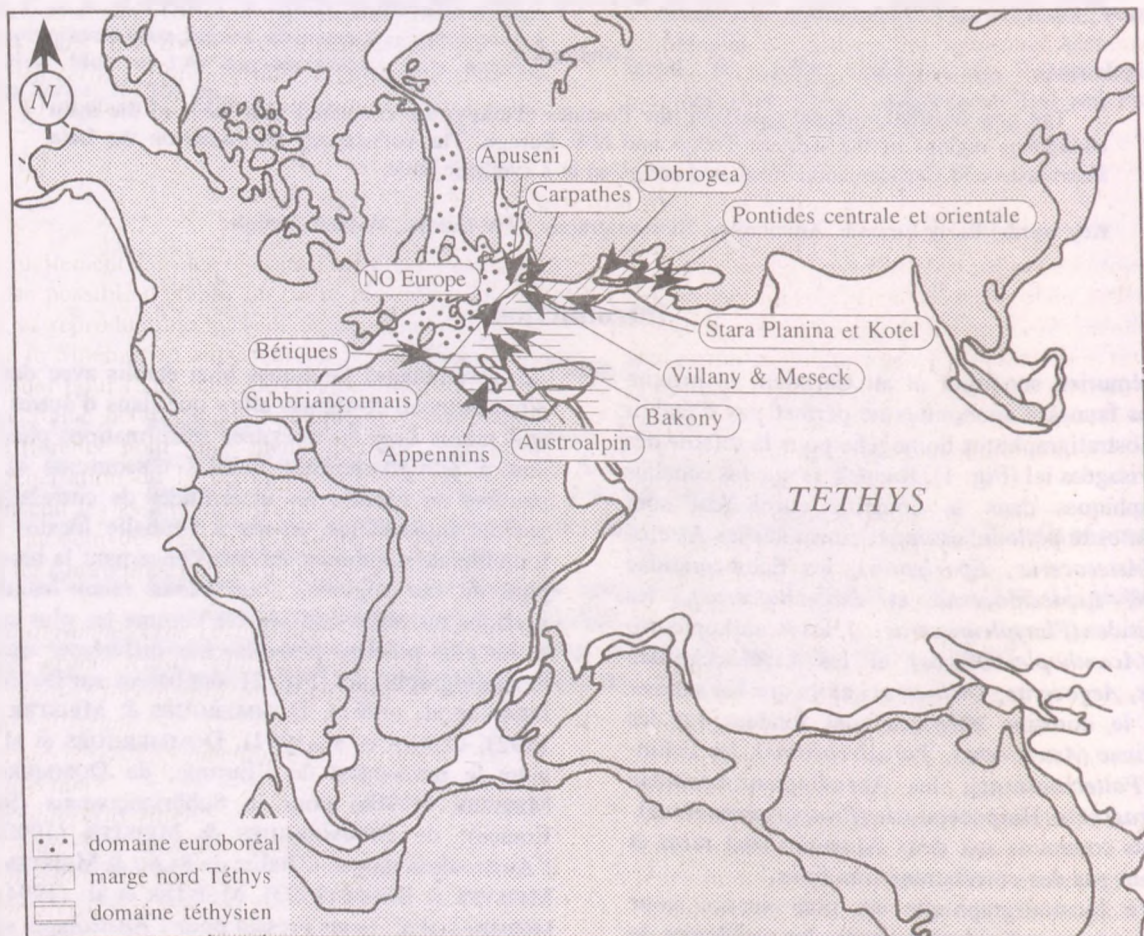 N
Apuseni
Dobrogea
Carpathes
Pontides centrale et orientale
NO Europe
Stara Planina et Kotel
Bétiques
Villany & Meseck
Subbriançonnais
Bakony
Austroalpin
Appennins
TETHYS
domaine euroboréal
marge nord Téthys
domaine téthysien